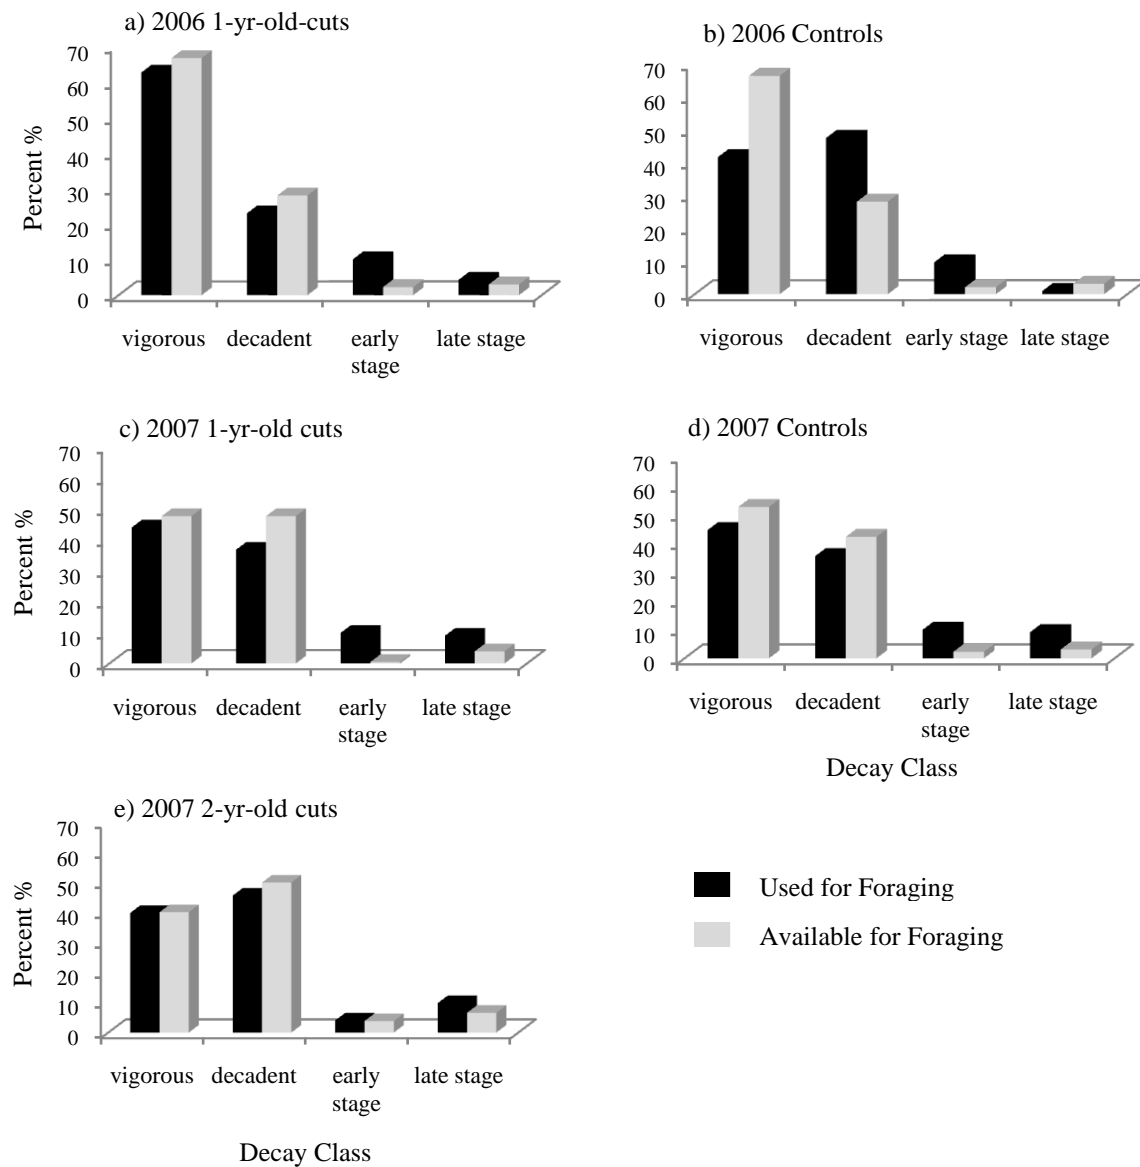 a) 2006 1-yr-old-cuts
Percent %
70
60
50
40
30
20
10
0
vigorous decadent early stage late stage
b) 2006 Controls
70
60
50
40
30
20
10
0
vigorous decadent early stage late stage
c) 2007 1-yr-old cuts
Percent %
70
60
50
40
30
20
10
0
vigorous decadent early stage late stage
d) 2007 Controls
70
60
50
40
30
20
10
0
vigorous decadent early stage late stage
Decay Class
e) 2007 2-yr-old cuts
Percent %
70
60
50
40
30
20
10
0
vigorous decadent early stage late stage
Decay Class
Used for Foraging
Available for Foraging